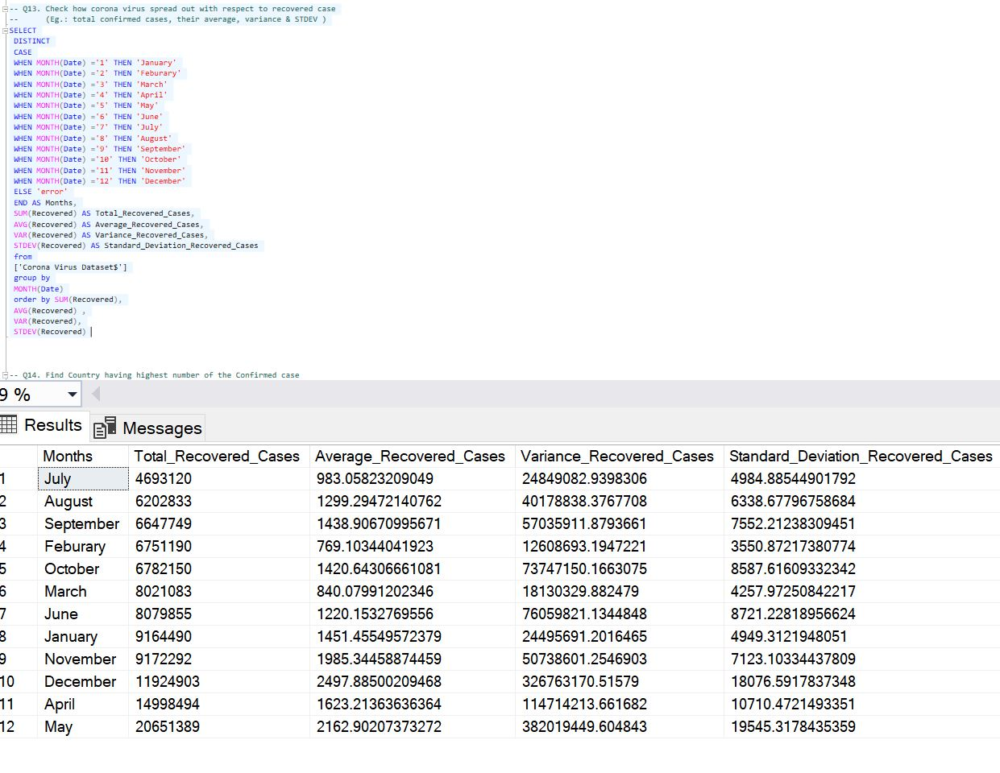 -- Q13. Check how corona virus spread out with respect to recovered case
-- (Eg.: total confirmed cases, their average, variance & STDEV )
SELECT
DISTINCT
CASE
WHEN MONTH(Date) ='1' THEN 'January'
WHEN MONTH(Date) ='2' THEN 'Feburary'
WHEN MONTH(Date) ='3' THEN 'March'
WHEN MONTH(Date) ='4' THEN 'April'
WHEN MONTH(Date) ='5' THEN 'May'
WHEN MONTH(Date) ='6' THEN 'June'
WHEN MONTH(Date) ='7' THEN 'July'
WHEN MONTH(Date) ='8' THEN 'August'
WHEN MONTH(Date) ='9' THEN 'September'
WHEN MONTH(Date) ='10' THEN 'October'
WHEN MONTH(Date) ='11' THEN 'November'
WHEN MONTH(Date) ='12' THEN 'December'
ELSE 'error'
END AS Months,
SUM(Recovered) AS Total_Recovered_Cases,
AVG(Recovered) AS Average_Recovered_Cases,
VAR(Recovered) AS Variance_Recovered_Cases,
STDEV(Recovered) AS Standard_Deviation_Recovered_Cases
from
['Corona Virus Dataset$']
group by
MONTH(Date)
order by SUM(Recovered),
AVG(Recovered) ,
VAR(Recovered),
STDEV(Recovered)
-- Q14. Find Country having highest number of the Confirmed case
9 %
Results Messages
Months Total_Recovered_Cases Average_Recovered_Cases Variance_Recovered_Cases Standard_Deviation_Recovered_Cases
1 July 4693120 983.05823209049 24849082.9398306 4984.88544901792
2 August 6202833 1299.29472140762 40178838.3767708 6338.67796758684
3 September 6647749 1438.90670995671 57035911.8793661 7552.21238309451
4 Feburary 6751190 769.10344041923 12608693.1947221 3550.87217380774
5 October 6782150 1420.64306661081 73747150.1663075 8587.61609332342
6 March 8021083 840.07991202346 18130329.882479 4257.97250842217
7 June 8079855 1220.1532769556 76059821.1344848 8721.22818956624
8 January 9164490 1451.45549572379 24495691.2016465 4949.3121948051
9 November 9172292 1985.34458874459 50738601.2546903 7123.10334437809
10 December 11924903 2497.88500209468 326763170.51579 18076.5917837348
11 April 14998494 1623.21363636364 114714213.661682 10710.4721493351
12 May 20651389 2162.90207373272 382019449.604843 19545.3178435359